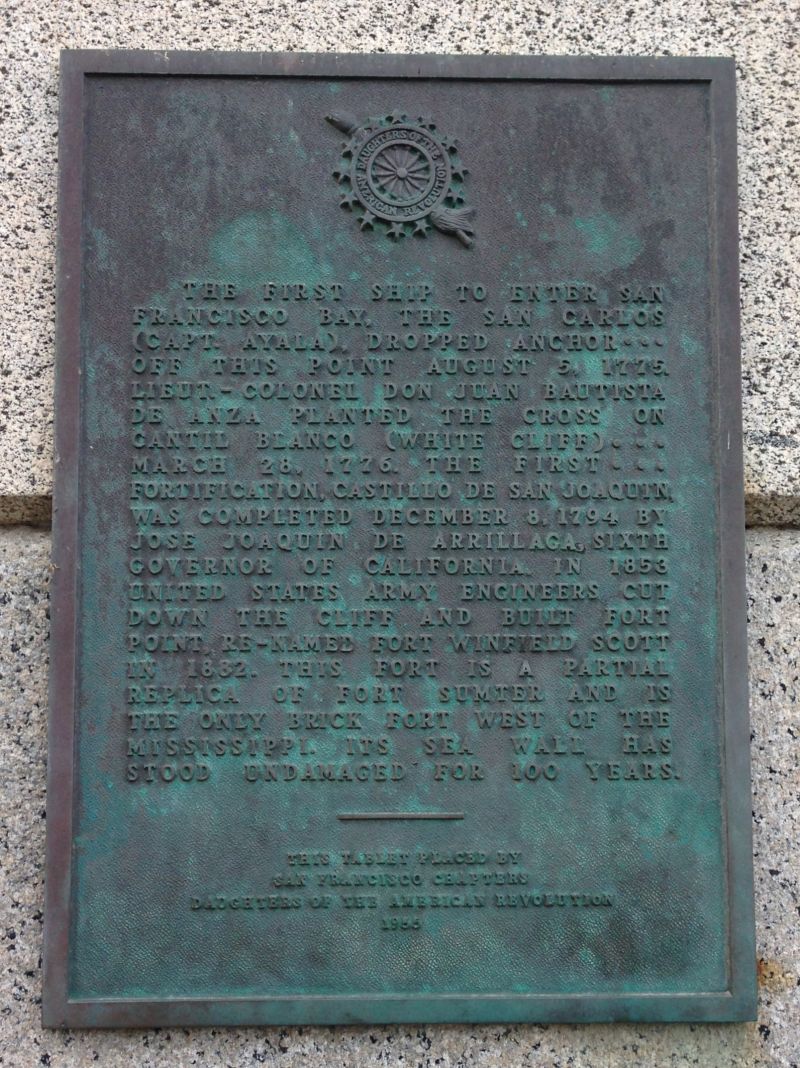 DAUGHTERS OF THE AMERICAN REVOLUTION
THE FIRST SHIP TO ENTER SAN
FRANCISCO BAY, THE SAN CARLOS
(CAPT. AYALA), DROPPED ANCHOR···
OFF THIS POINT AUGUST 5, 1775.
LIEUT.-COLONEL DON JUAN BAUTISTA
DE ANZA PLANTED THE CROSS ON
CANTIL BLANCO (WHITE CLIFF)···
MARCH 28, 1776. THE FIRST···
FORTIFICATION, CASTILLO DE SAN JOAQUIN,
WAS COMPLETED DECEMBER 8, 1794 BY
JOSE JOAQUIN DE ARRILLAGA, SIXTH
GOVERNOR OF CALIFORNIA. IN 1853
UNITED STATES ARMY ENGINEERS CUT
DOWN THE CLIFF AND BUILT FORT
POINT, RE-NAMED FORT WINFIELD SCOTT
IN 1882. THIS FORT IS A PARTIAL
REPLICA OF FORT SUMTER AND IS
THE ONLY BRICK FORT WEST OF THE
MISSISSIPPI. ITS SEA WALL HAS
STOOD UNDAMAGED FOR 100 YEARS.
THIS TABLET PLACED BY
SAN FRANCISCO CHAPTERS
DAUGHTERS OF THE AMERICAN REVOLUTION
1955